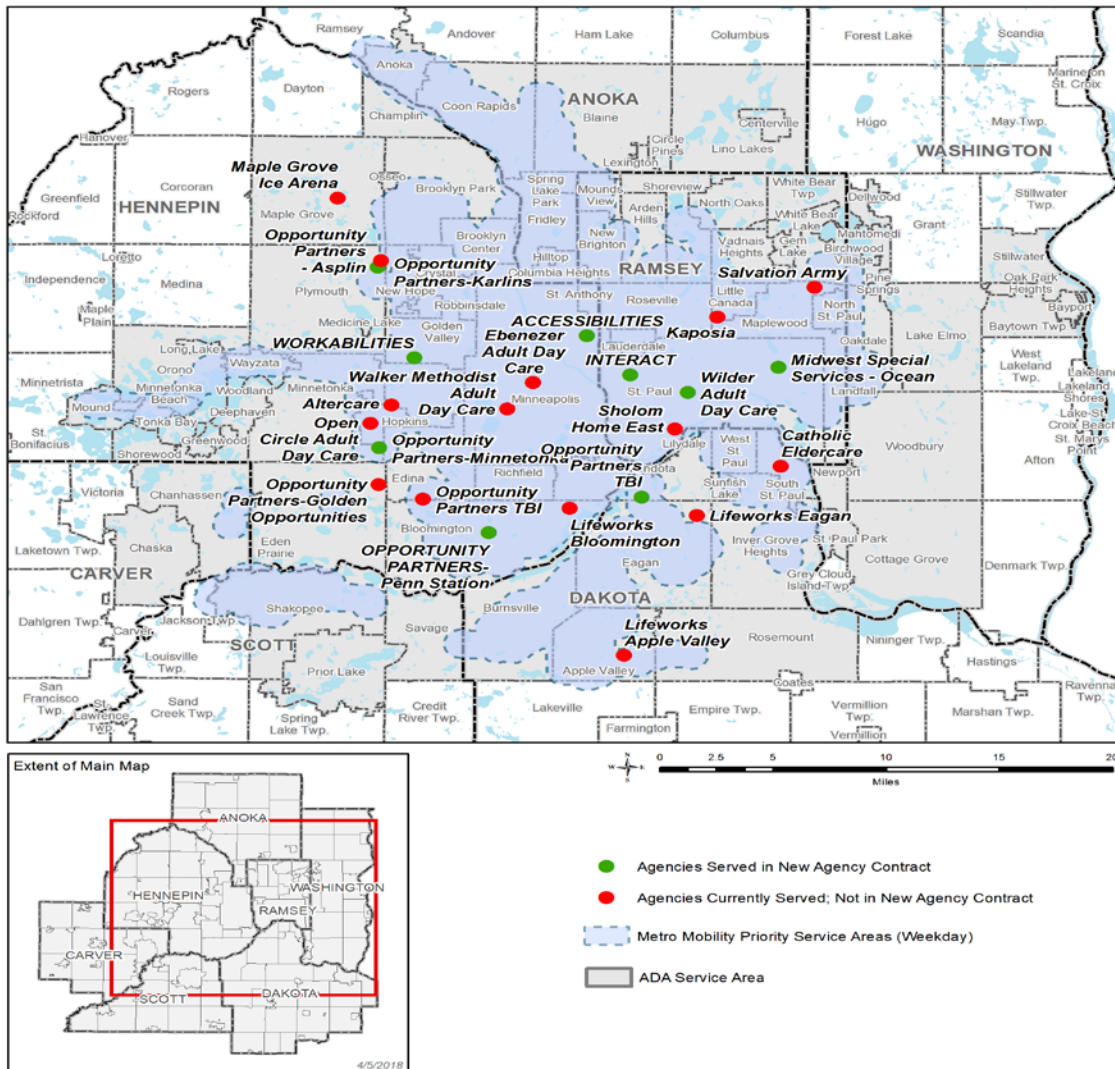 Ramsey
Andover
Ham Lake
Columbus
Forest Lake
Scandia
Anoka
Marine on
St. Croix
Rogers
Dayton
Coon Rapids
ANOKA
Blaine
Champlin
Centerville
Hugo
May Twp.
Hanover
Circle
Pines
Lino Lakes
Lexington
WASHINGTON
Maple Grove
Ice Arena
Osseo
Brooklyn Park
Spring
Lake
Park
Mounds
View
Shoreview
White Bear
Twp.
Dellwood
Stillwater
Twp.
Corcoran
Greenfield
HENNEPIN
Maple Grove
Fridley
Arden
Hills
North Oaks
White Bear
Lake
Grant
Rockford
Mahtomedi
Opportunity
Partners
- Asplin
Brooklyn
Center
New
Brighton
Vadnais
Heights
Gem
Lake
Birchwood
Village
Stillwater
Loretto
Hilltop
RAMSEY
Opportunity
Partners-Karlins
Crystal
Columbia Heights
Salvation Army
Pine
Springs
Oak Park
Heights
Independence
Medina
Plymouth
New Hope
St. Anthony
Roseville
Little
Canada
North
St. Paul
Bayport
Maple
Plain
Robbinsdale
Medicine Lake
Golden
Valley
ACCESSIBILITIES
Kaposia
Maplewood
Lake Elmo
Baytown Twp.
Long Lake
WORKABILITIES
Ebenezer
Adult Day
Care
Lauderdale
Oakdale
Orono
Wayzata
INTERACT
Midwest Special
Services - Ocean
West
Lakeland
Twp.
Lakeland
Minnetrista
Minnetonka
Beach
Woodland
Minnetonka
Walker Methodist
Adult
Day Care
Minneapolis
St. Paul
Wilder
Adult
Day Care
Landfall
Lakeland
Shores
Mound
Deephaven
Altercare
Lake St.
Croix Beach
Tonka Bay
Open
Circle Adult
Day Care
Hopkins
Sholom
Home East
Lilydale
St. Marys
Point
St.
Bonifacius
Greenwood
Catholic
Eldercare
Woodbury
Shorewood
Opportunity
Partners-Minnetonka
Opportunity
Partners
TBI
West
St. Paul
Afton
Victoria
Chanhassen
Edina
Richfield
Sunfish
Lake
South
St. Paul
Newport
Opportunity
Partners-Golden
Opportunities
Opportunity
Partners TBI
Lifeworks
Bloomington
Lifeworks Eagan
Laketown Twp.
Chaska
Eden
Prairie
Bloomington
Inver Grove
Heights
St. Paul Park
CARVER
OPPORTUNITY
PARTNERS-
Penn Station
Eagan
Cottage Grove
Denmark Twp.
Grey Cloud
Island Twp.
DAKOTA
Shakopee
Burnsville
Dahlgren Twp.
Jackson Twp.
Carver
SCOTT
Savage
Lifeworks
Apple Valley
Rosemount
Nininger Twp.
Louisville
Twp.
Prior Lake
Apple Valley
Hastings
Coates
San
Francisco
Twp.
St.
Lawrence
Twp.
Sand
Creek Twp.
Spring
Lake Twp.
Credit
River Twp.
Lakeville
Empire Twp.
Vermillion
Twp.
Marshan Twp.
Ravenna
Twp.
Farmington
Vermillion
Extent of Main Map
ANOKA
HENNEPIN
WASHINGTON
RAMSEY
CARVER
SCOTT
DAKOTA
4/5/2018
N
W E
S
0 2.5 5 10 15 20
Miles
Agencies Served in New Agency Contract
Agencies Currently Served; Not in New Agency Contract
Metro Mobility Priority Service Areas (Weekday)
ADA Service Area